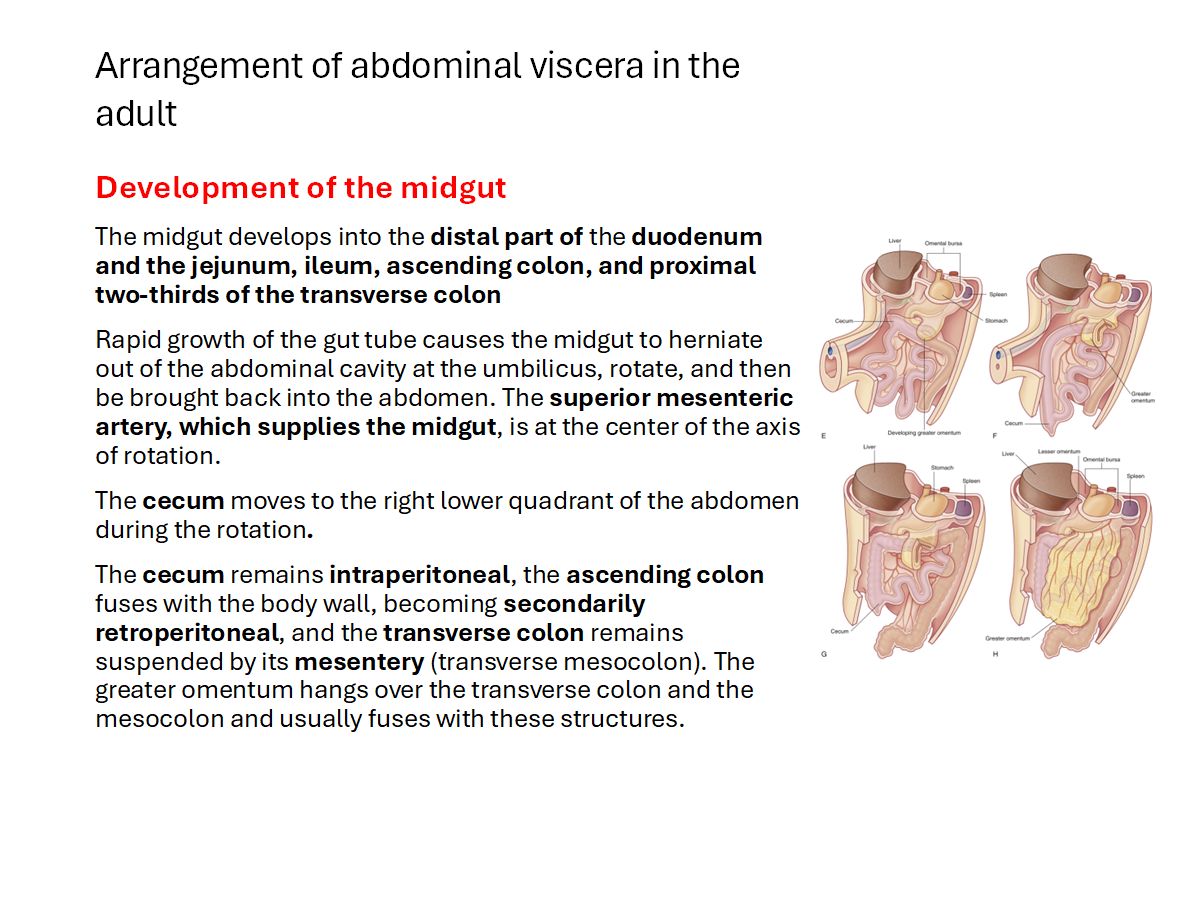 Arrangement of abdominal viscera in the
adult
Development of the midgut
The midgut develops into the distal part of the duodenum
and the jejunum, ileum, ascending colon, and proximal
two-thirds of the transverse colon
Rapid growth of the gut tube causes the midgut to herniate
out of the abdominal cavity at the umbilicus, rotate, and then
be brought back into the abdomen. The superior mesenteric
artery, which supplies the midgut, is at the center of the axis
of rotation.
The cecum moves to the right lower quadrant of the abdomen
during the rotation.
The cecum remains intraperitoneal, the ascending colon
fuses with the body wall, becoming secondarily
retroperitoneal, and the transverse colon remains
suspended by its mesentery (transverse mesocolon). The
greater omentum hangs over the transverse colon and the
mesocolon and usually fuses with these structures.
Liver
Omental bursa
Spleen
Stomach
Cecum
Developing greater omentum
E
Greater
omentum
Cecum
F
Liver
Stomach
Spleen
Cecum
G
Liver
Lesser omentum
Omental bursa
Spleen
Greater omentum
H